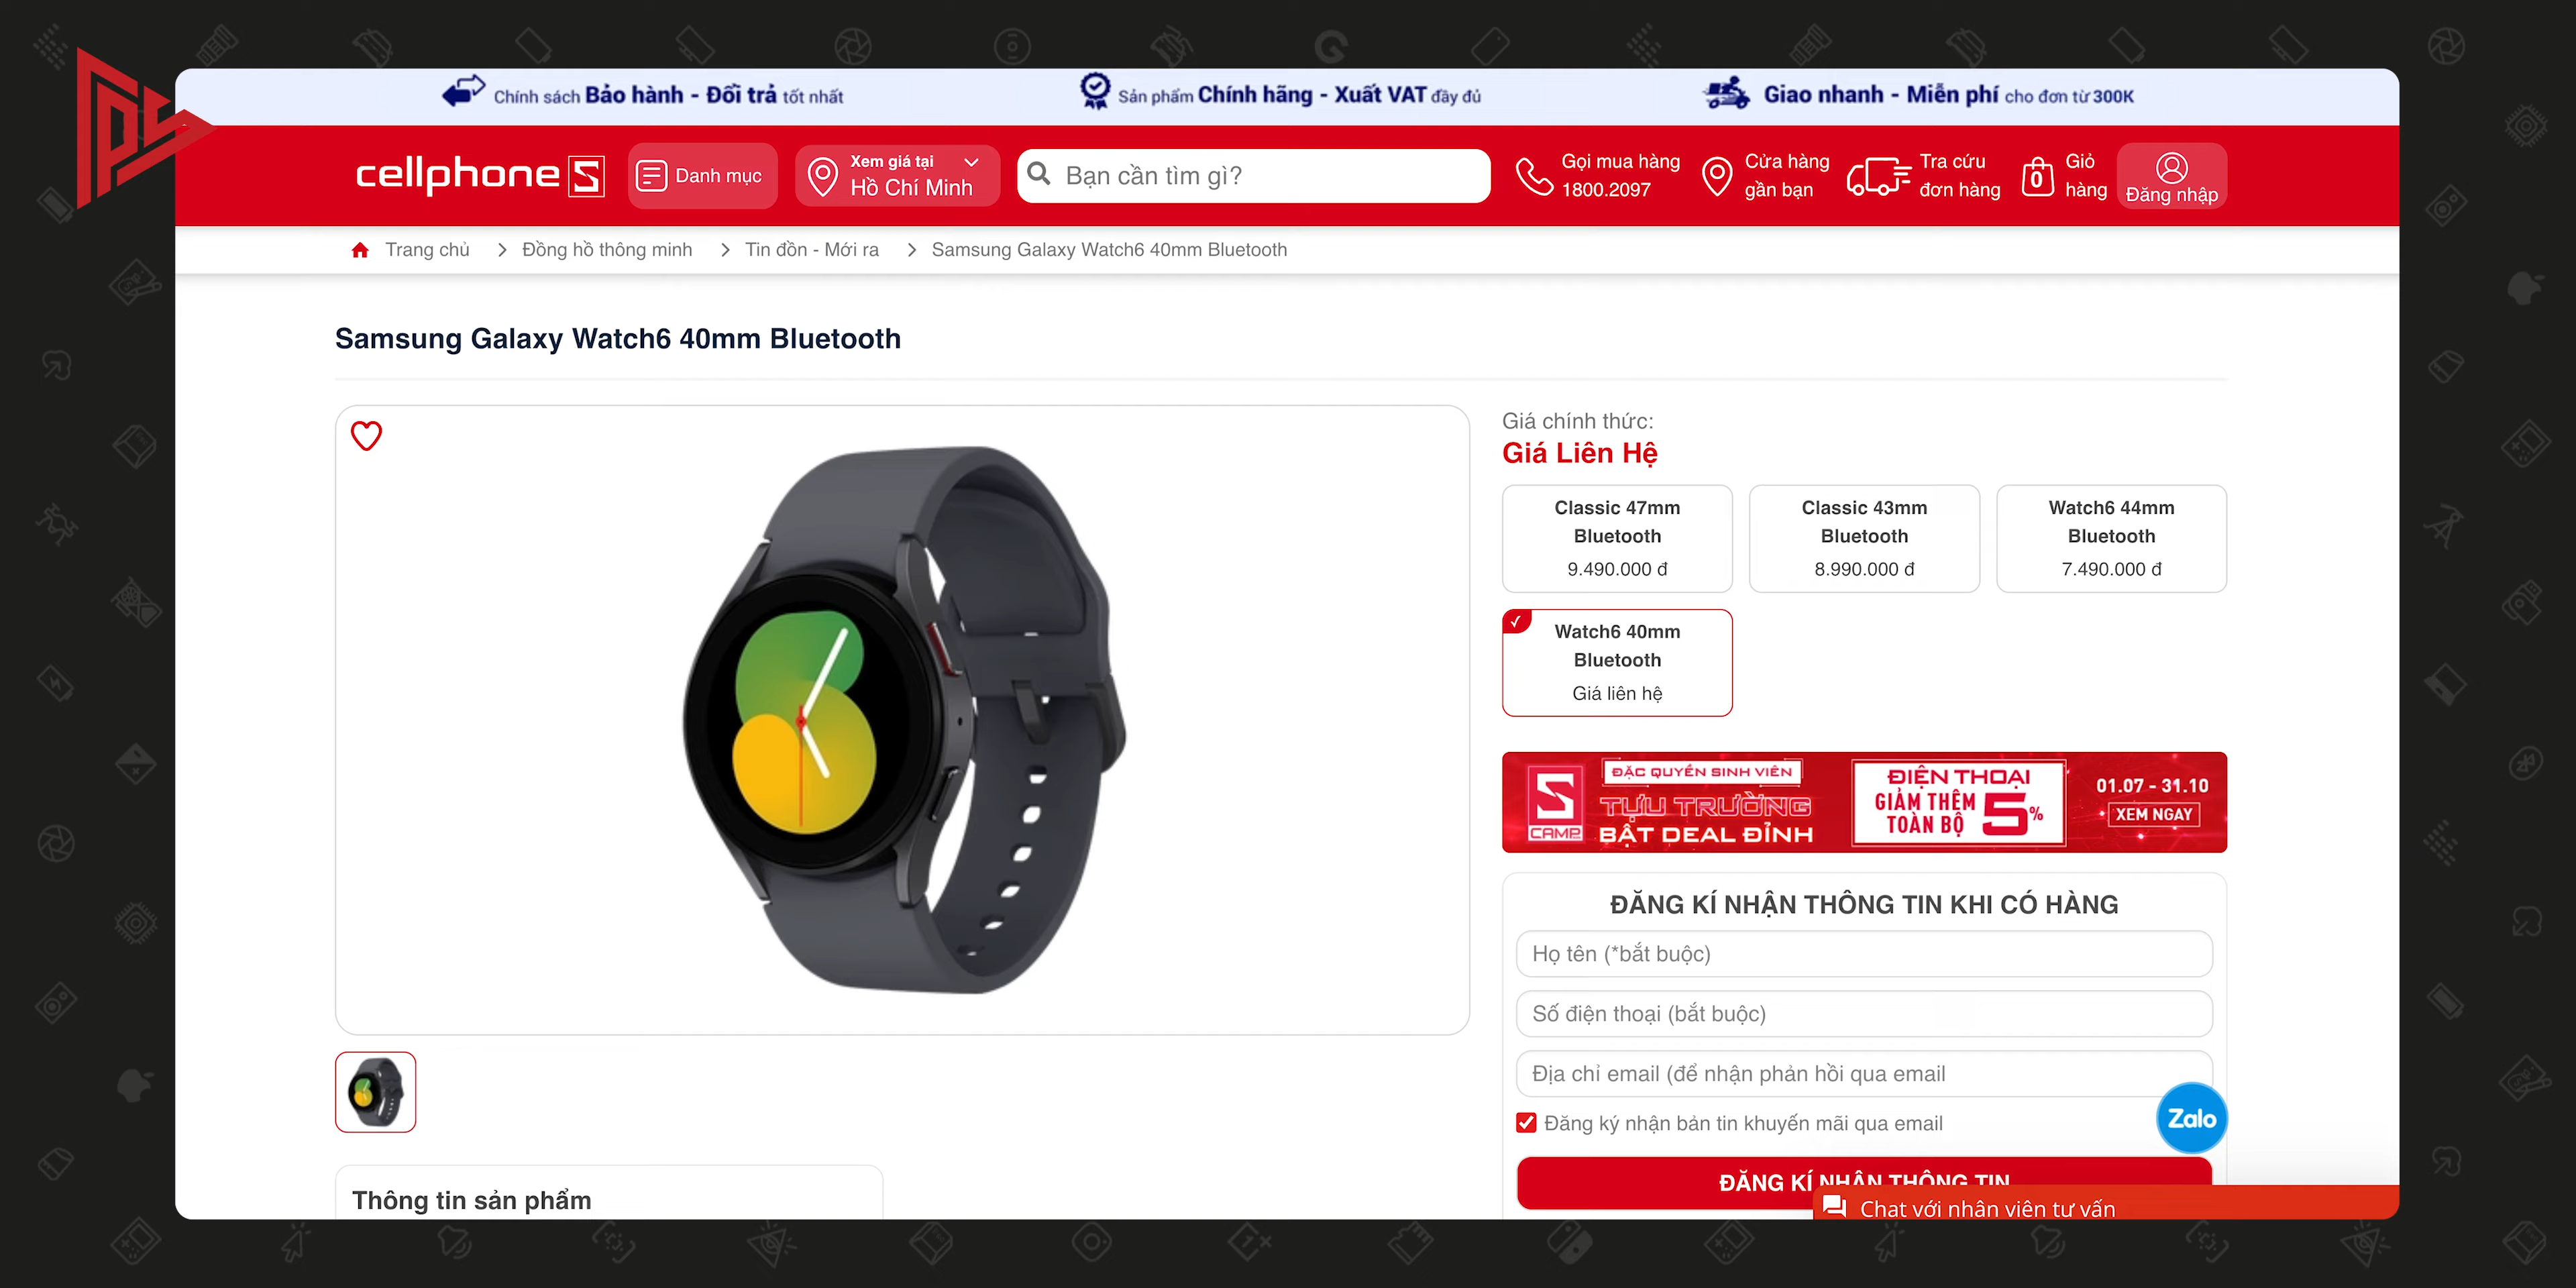 Chính sách Bảo hành - Đổi trả tốt nhất
Sản phẩm Chính hãng - Xuất VAT đầy đủ
Giao nhanh - Miễn phí cho đơn từ 300K
cellphoneS
Danh mục
Xem giá tại
Hồ Chí Minh
Bạn cần tìm gì?
Gọi mua hàng
1800.2097
Cửa hàng
gần bạn
Tra cứu
đơn hàng
0
Giỏ
hàng
Đăng nhập
Trang chủ
Đồng hồ thông minh
Tin đồn - Mới ra
Samsung Galaxy Watch6 40mm Bluetooth
Samsung Galaxy Watch6 40mm Bluetooth
Giá chính thức:
Giá Liên Hệ
Classic 47mm
Bluetooth
9.490.000 đ
Classic 43mm
Bluetooth
8.990.000 đ
Watch6 44mm
Bluetooth
7.490.000 đ
Watch6 40mm
Bluetooth
Giá liên hệ
S
CAMP
ĐẶC QUYỀN SINH VIÊN
TỰU TRƯỜNG
BẬT DEAL ĐỈNH
ĐIỆN THOẠI
GIẢM THÊM
TOÀN BỘ
5%
01.07 - 31.10
XEM NGAY
ĐĂNG KÍ NHẬN THÔNG TIN KHI CÓ HÀNG
Họ tên (*bắt buộc)
Số điện thoại (bắt buộc)
Địa chỉ email (để nhận phản hồi qua email
Đăng ký nhận bản tin khuyến mãi qua email
Zalo
ĐĂNG KÍ NHẬN THÔNG TIN
Chat với nhân viên tư vấn
Thông tin sản phẩm